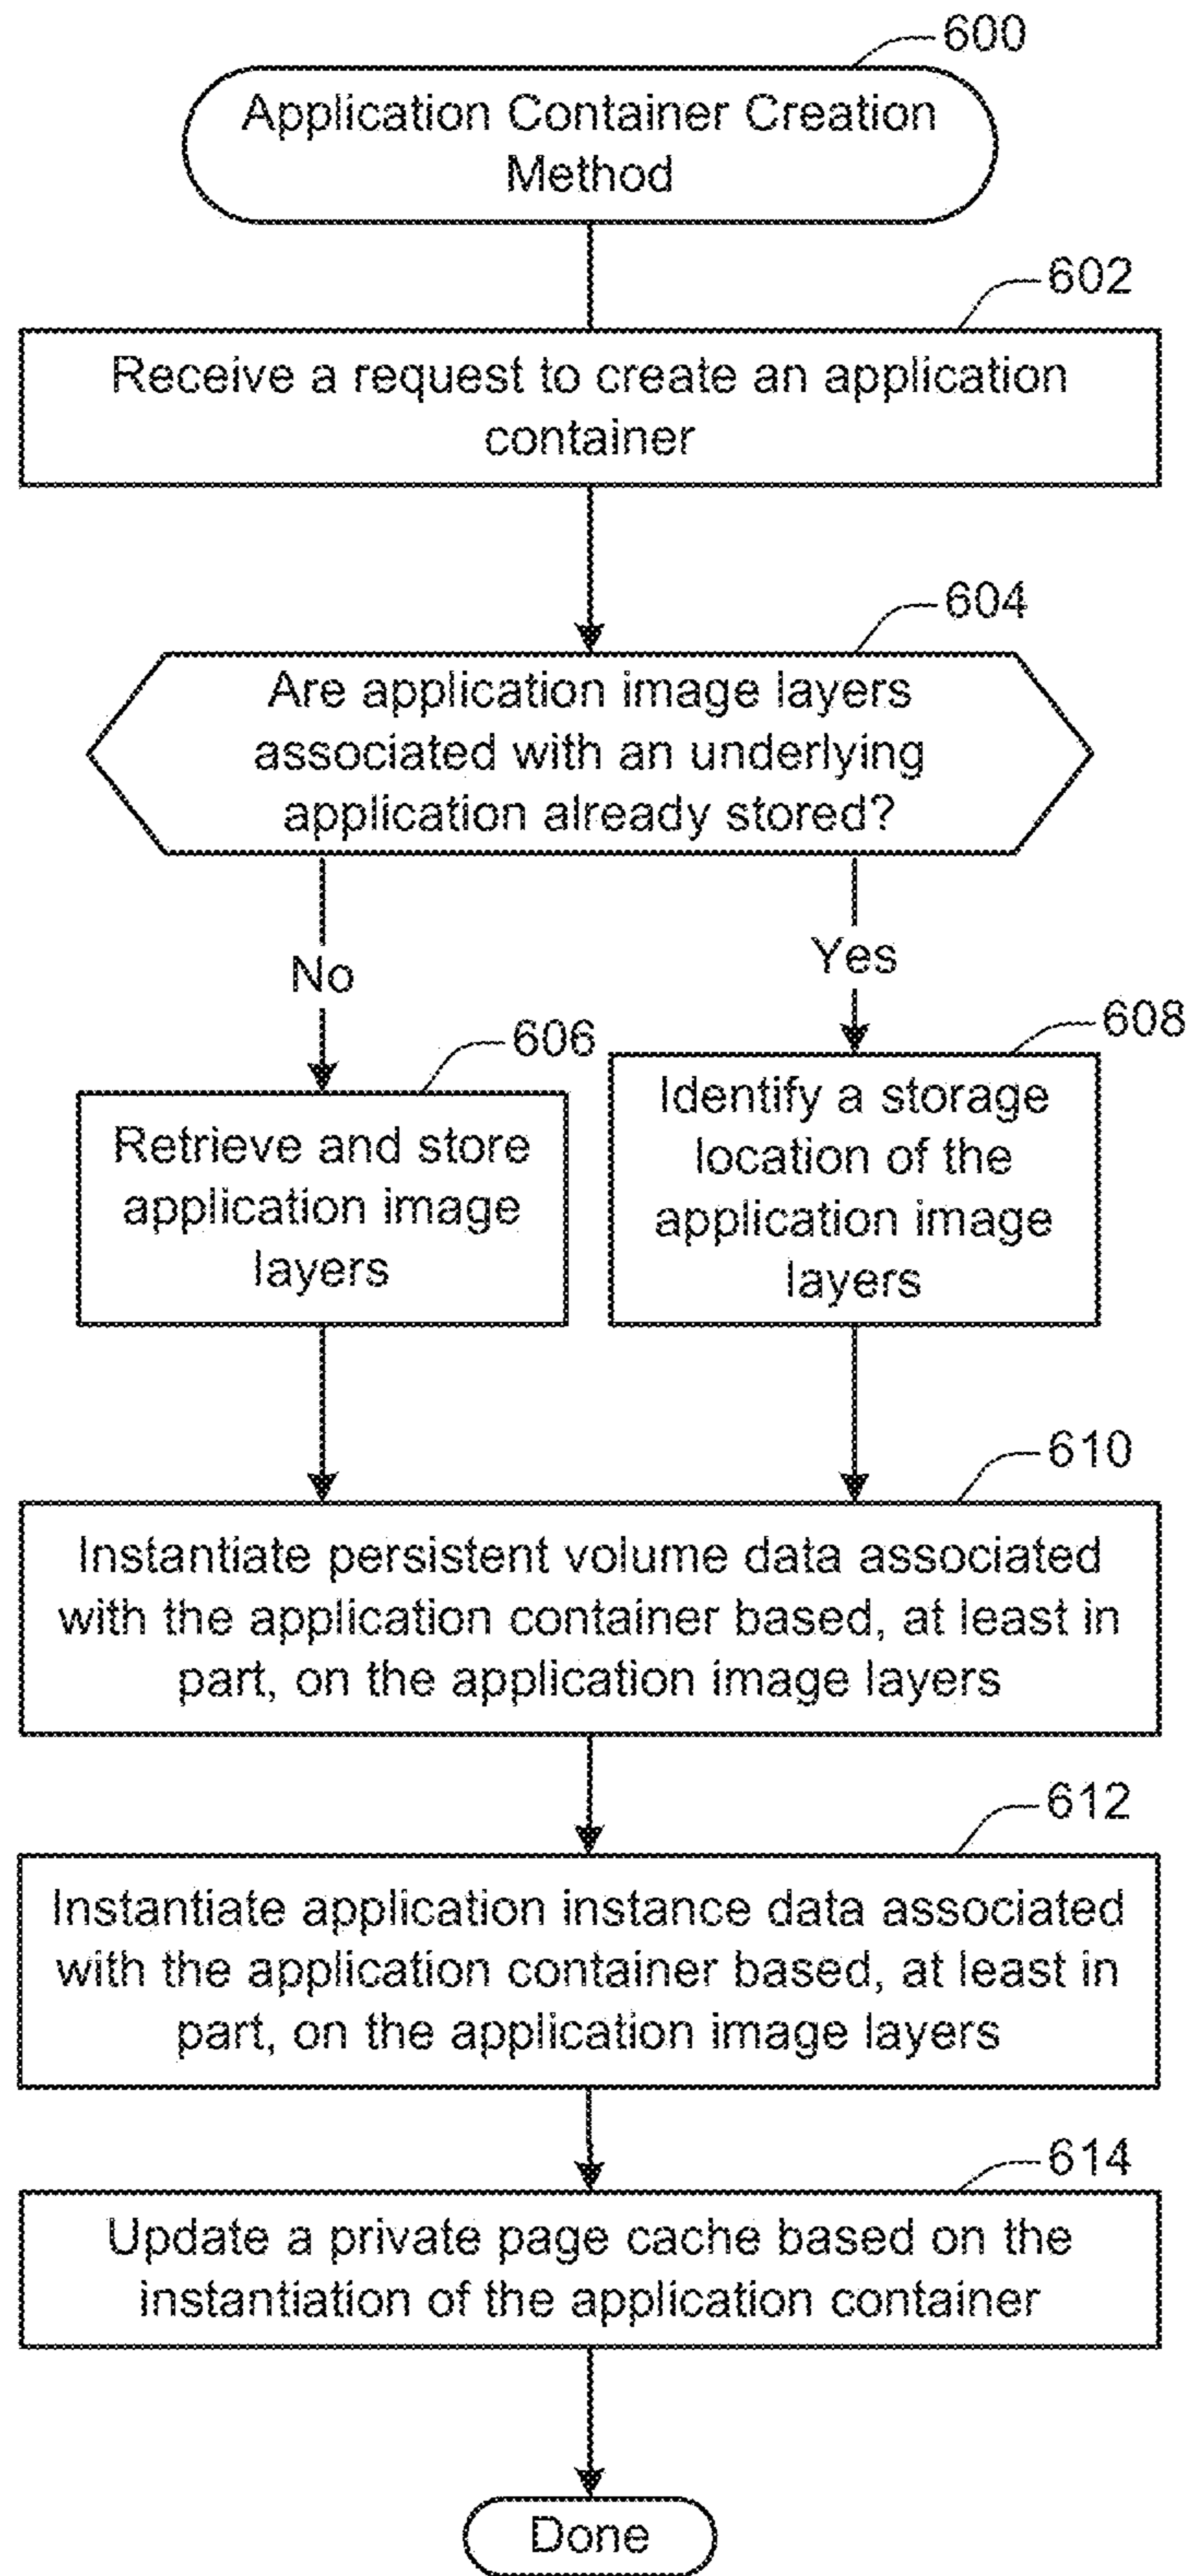 600
Application Container Creation
Method
602
Receive a request to create an application
container
604
Are application image layers
associated with an underlying
application already stored?
No
Yes
606
608
Retrieve and store
application image
layers
Identify a storage
location of the
application image
layers
610
Instantiate persistent volume data associated
with the application container based, at least in
part, on the application image layers
612
Instantiate application instance data associated
with the application container based, at least in
part, on the application image layers
614
Update a private page cache based on the
instantiation of the application container
Done